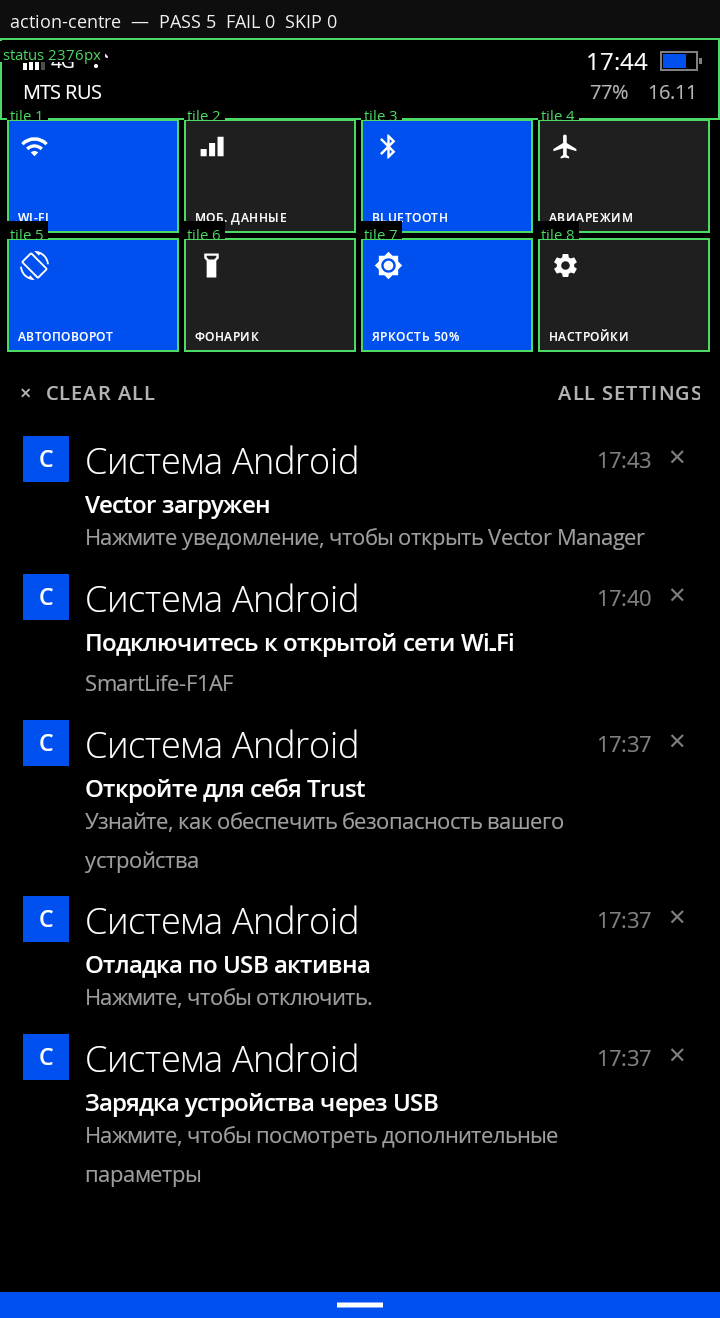 action-centre — PASS 5 FAIL 0 SKIP 0
status 2376px
4G
17:44
MTS RUS
77% 16.11
tile 1
tile 2
tile 3
tile 4
WI-FI
МОБ. ДАННЫЕ
BLUETOOTH
АВИАРЕЖИМ
tile 5
tile 6
tile 7
tile 8
АВТОПОВОРОТ
ФОНАРИК
ЯРКОСТЬ 50%
НАСТРОЙКИ
× CLEAR ALL
ALL SETTINGS
C
Система Android
17:43 ×
Vector загружен
Нажмите уведомление, чтобы открыть Vector Manager
C
Система Android
17:40 ×
Подключитесь к открытой сети Wi-Fi
SmartLife-F1AF
C
Система Android
17:37 ×
Откройте для себя Trust
Узнайте, как обеспечить безопасность вашего
устройства
C
Система Android
17:37 ×
Отладка по USB активна
Нажмите, чтобы отключить.
C
Система Android
17:37 ×
Зарядка устройства через USB
Нажмите, чтобы посмотреть дополнительные
параметры